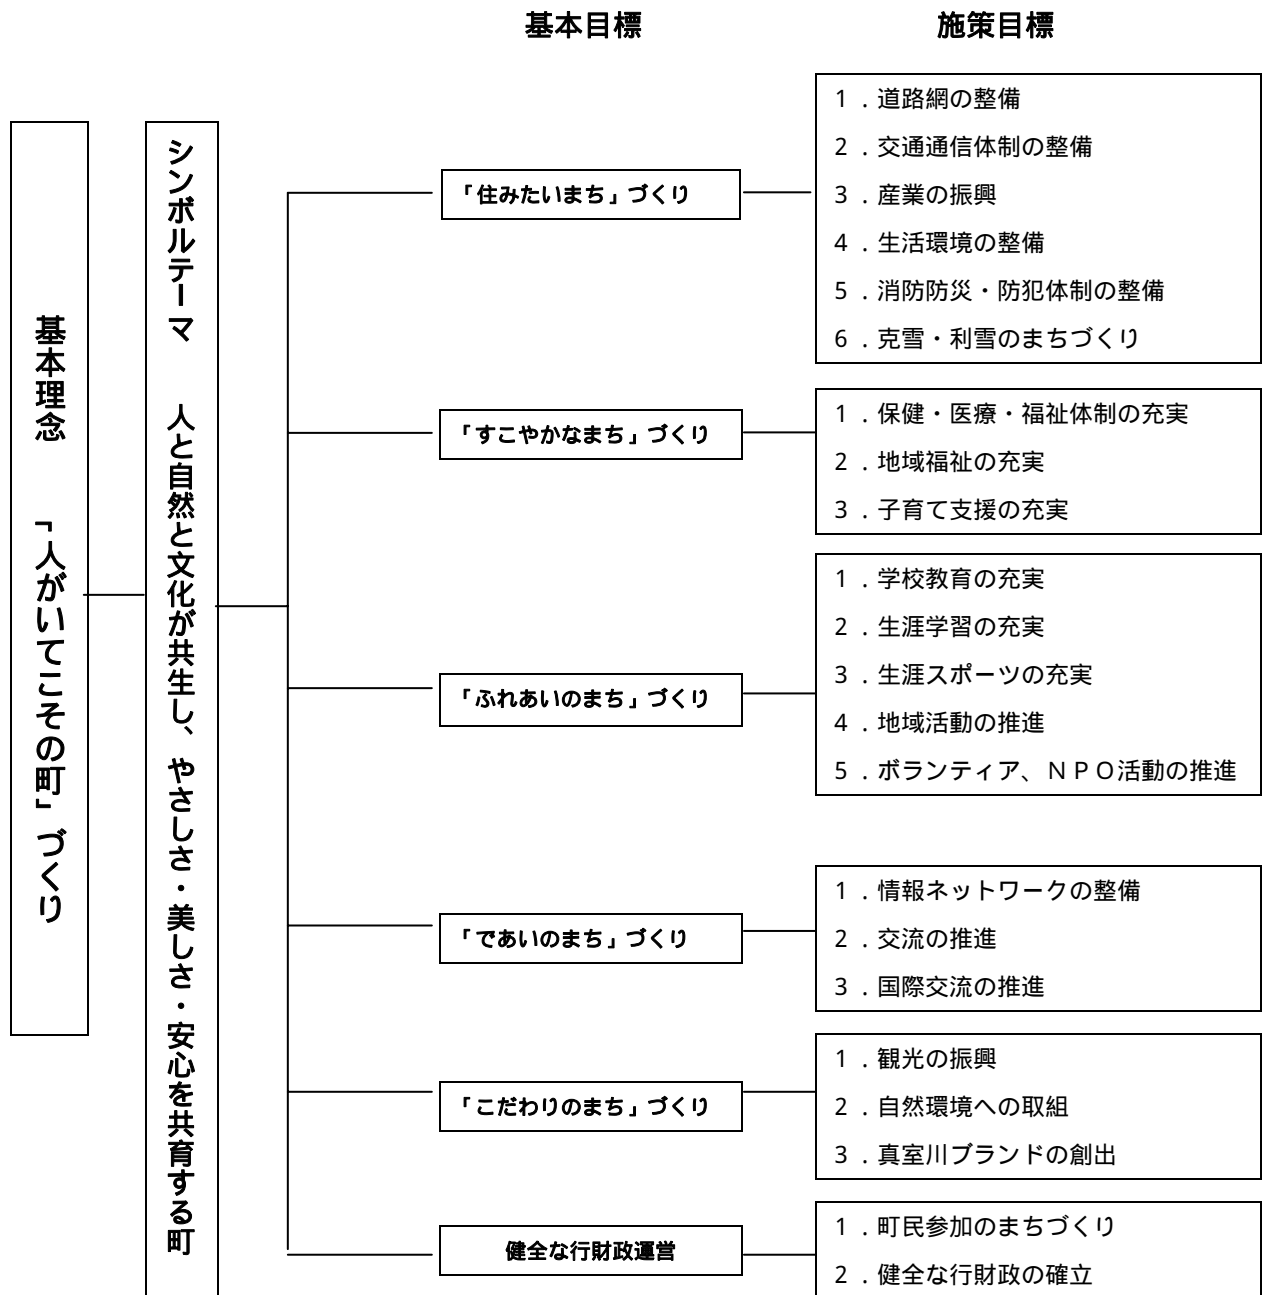 基本目標
施策目標
基本理念　「人がいてこその町」づくり
シンボルテーマ　人と自然と文化が共生し、やさしさ・美しさ・安心を共育する町
「住みたいまち」づくり
1．道路網の整備
2．交通通信体制の整備
3．産業の振興
4．生活環境の整備
5．消防防災・防犯体制の整備
6．克雪・利雪のまちづくり
「すこやかなまち」づくり
1．保健・医療・福祉体制の充実
2．地域福祉の充実
3．子育て支援の充実
「ふれあいのまち」づくり
1．学校教育の充実
2．生涯学習の充実
3．生涯スポーツの充実
4．地域活動の推進
5．ボランティア、ＮＰＯ活動の推進
「であいのまち」づくり
1．情報ネットワークの整備
2．交流の推進
3．国際交流の推進
「こだわりのまち」づくり
1．観光の振興
2．自然環境への取組
3．真室川ブランドの創出
健全な行財政運営
1．町民参加のまちづくり
2．健全な行財政の確立